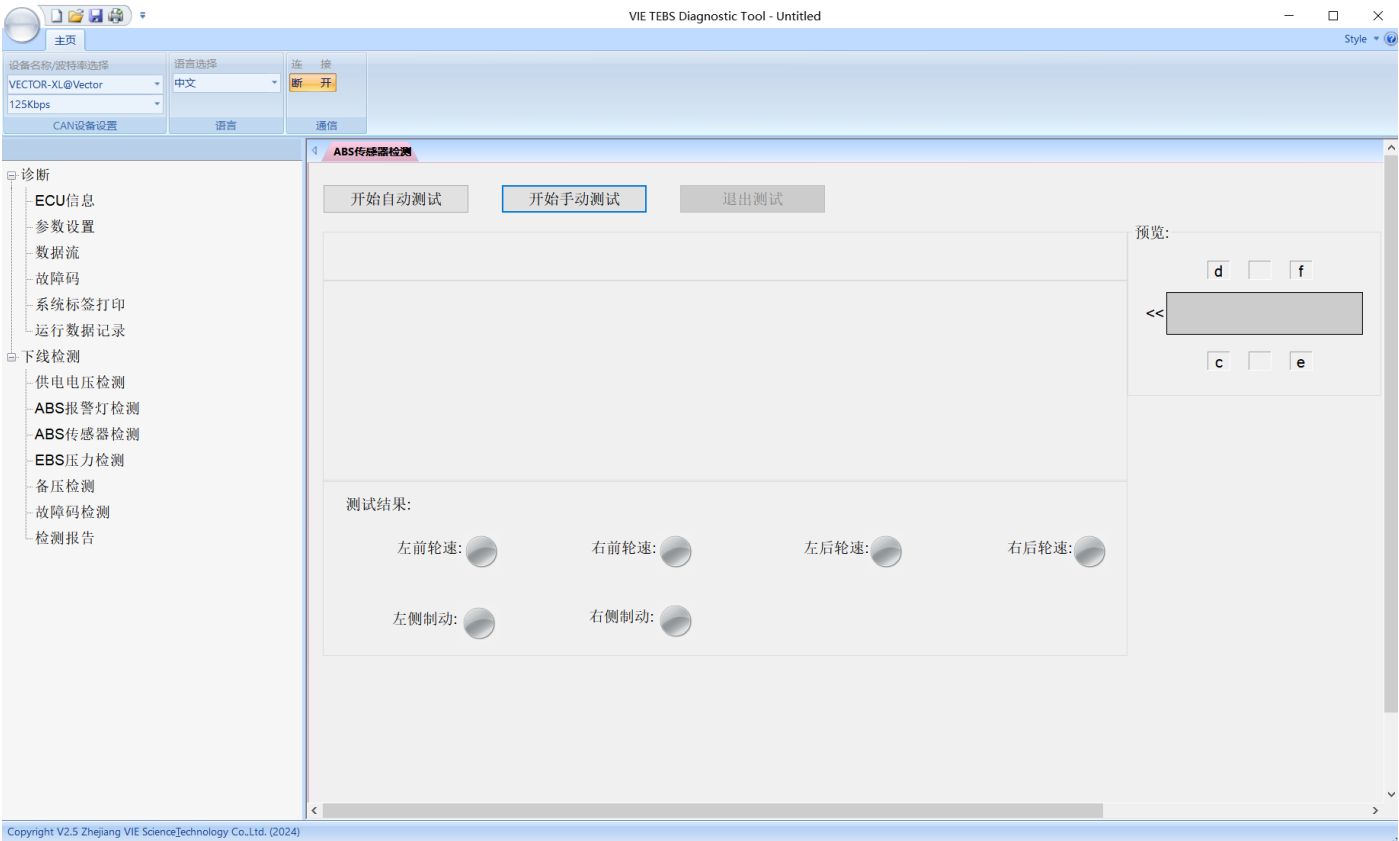 VIE TEBS Diagnostic Tool - Untitled
主页
Style
设备名称/波特率选择
语言选择
连 接
VECTOR-XL@Vector
中文
断 开
125Kbps
CAN设备设置
语言
通信
ABS传感器检测
诊断
ECU信息
参数设置
数据流
故障码
系统标签打印
运行数据记录
下线检测
供电电压检测
ABS报警灯检测
ABS传感器检测
EBS压力检测
备压检测
故障码检测
检测报告
开始自动测试
开始手动测试
退出测试
预览:
d
f
<<
c
e
测试结果:
左前轮速:
右前轮速:
左后轮速:
右后轮速:
左侧制动:
右侧制动:
Copyright V2.5 Zhejiang VIE ScienceTechnology Co.,Ltd. (2024)